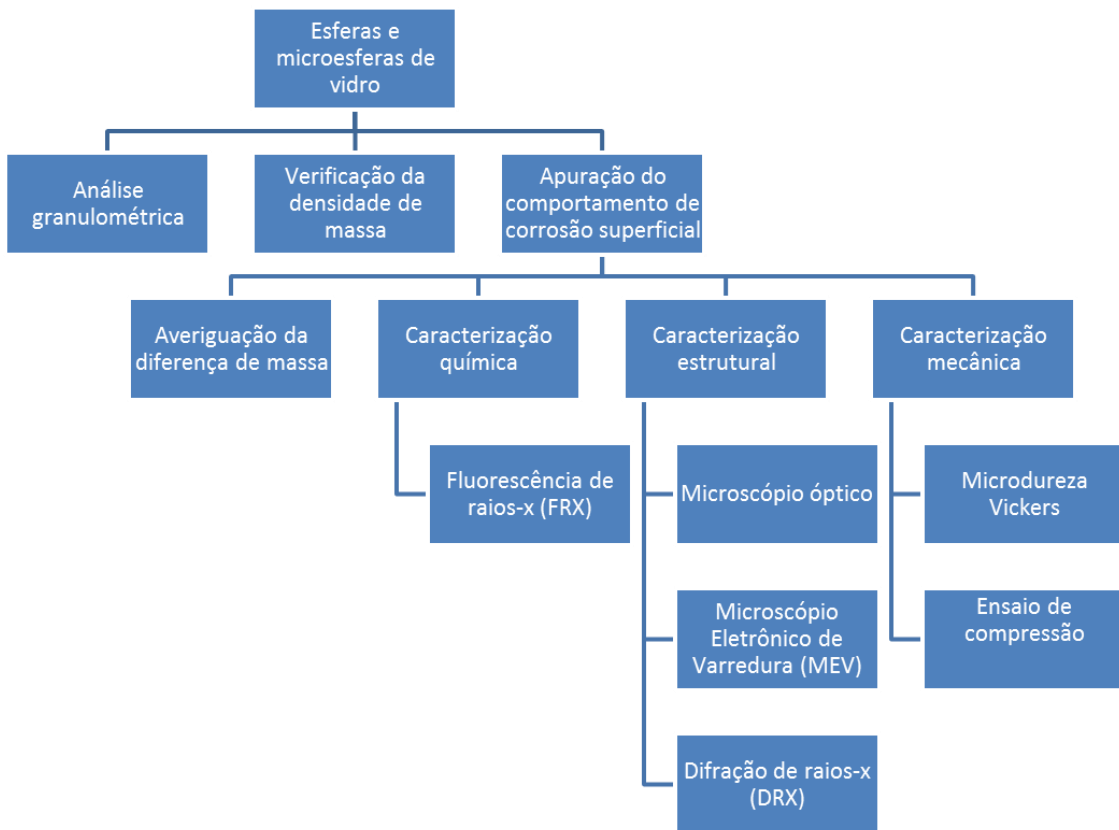 Esferas e
microesferas de
vidro
Análise
granulométrica
Verificação da
densidade de
massa
Apuração do
comportamento de
corrosão superficial
Averiguação da
diferença de massa
Caracterização
química
Caracterização
estrutural
Caracterização
mecânica
Fluorescência de
raios-x (FRX)
Microscópio óptico
Microdureza
Vickers
Microscópio
Eletrônico de
Varredura (MEV)
Ensaio de
compressão
Difração de raios-x
(DRX)